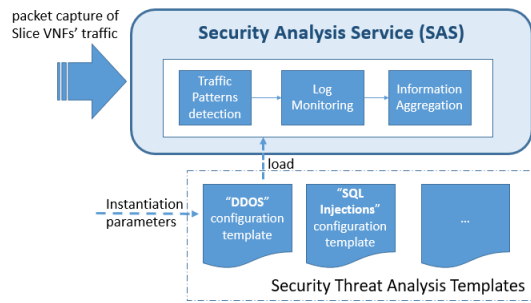 packet capture of
Slice VNFs' traffic
Security Analysis Service (SAS)
Traffic
Patterns
detection
Log
Monitoring
Information
Aggregation
load
Instantiation
parameters
“DDOS”
configuration
template
“SQL
Injections”
configuration
template
...
Security Threat Analysis Templates